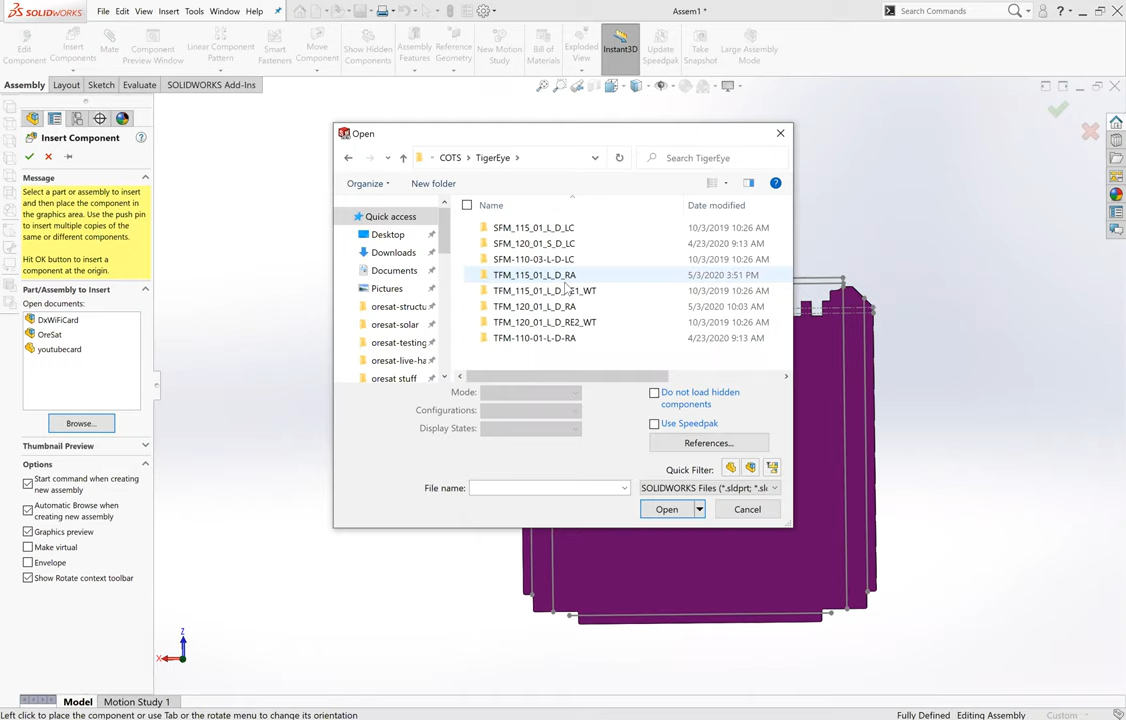 SOLIDWORKS
File Edit View Insert Tools Window Help
Assem1 *
Search Commands
Edit Component
Insert Components
Mate
Component Preview Window
Linear Component Pattern
Smart Fasteners
Move Component
Show Hidden Components
Assembly Features
Reference Geometry
New Motion Study
Bill of Materials
Exploded View
Instant3D
Update Speedpak
Take Snapshot
Large Assembly Mode
Assembly Layout Sketch Evaluate SOLIDWORKS Add-Ins
Insert Component
Message
Select a part or assembly to insert
and then place the component in
the graphics area. Use the push pin
to insert multiple copies of the
same or different components.
Hit OK button to insert a
component at the origin.
Part/Assembly to Insert
Open documents:
DxWiFiCard
OreSat
youtubecard
Browse...
Thumbnail Preview
Options
Start command when creating
new assembly
Automatic Browse when
creating new assembly
Graphics preview
Make virtual
Envelope
Show Rotate context toolbar
Open
COTS > TigerEye >
Search TigerEye
Organize
New folder
Quick access
Desktop
Downloads
Documents
Pictures
oresat-structu
oresat-solar
oresat-testing
oresat-live-ha
oresat stuff
Name Date modified
SFM_115_01_L_D_LC 10/3/2019 10:26 AM
SFM_120_01_S_D_LC 4/23/2020 9:13 AM
SFM-110-03-L-D-LC 10/3/2019 10:26 AM
TFM_115_01_L_D_RA 5/3/2020 3:51 PM
TFM_115_01_L_D_RE1_WT 10/3/2019 10:26 AM
TFM_120_01_L_D_RA 5/3/2020 10:03 AM
TFM_120_01_L_D_RE2_WT 10/3/2019 10:26 AM
TFM-110-01-L-D-RA 4/23/2020 9:13 AM
Mode:
Configurations:
Display States:
Do not load hidden
components
Use Speedpak
References...
Quick Filter:
File name:
SOLIDWORKS Files (*.sldprt; *.slc
Open
Cancel
Z
X
Model Motion Study 1
Left click to place the component or use Tab or the rotate menu to change its orientation
Fully Defined Editing Assembly Custom